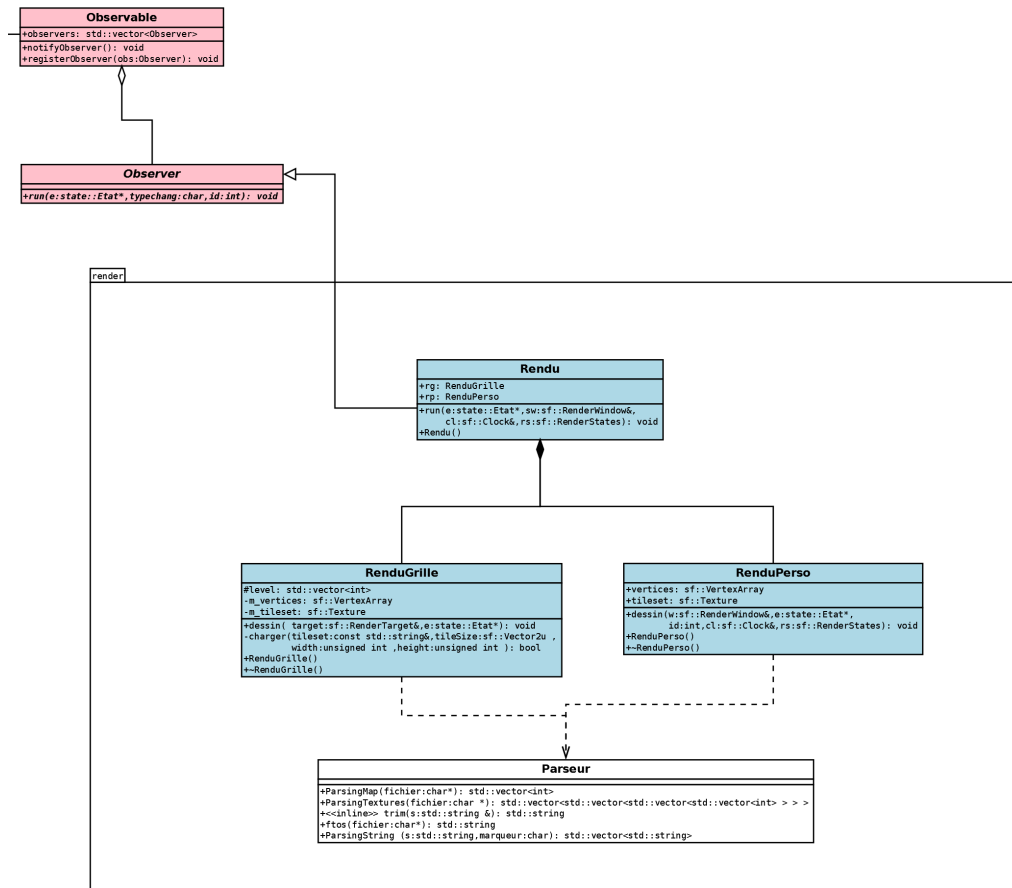 Observable
+observers: std::vector<Observer>
+notifyObserver(): void
+registerObserver(obs:Observer): void
Observer
+run(e:state::Etat*,typechang:char,id:int): void
render
Rendu
+rg: RenduGrille
+rp: RenduPerso
+run(e:state::Etat*,sw:sf::RenderWindow&,
cl:sf::Clock&,rs:sf::RenderStates): void
+Rendu()
RenduGrille
#level: std::vector<int>
-m_vertices: sf::VertexArray
-m_tileset: sf::Texture
+dessin( target:sf::RenderTarget&,e:state::Etat*): void
-charger(tileset:const std::string&,tileSize:sf::Vector2u ,
width:unsigned int ,height:unsigned int ): bool
+RenduGrille()
+~RenduGrille()
RenduPerso
+vertices: sf::VertexArray
+tileset: sf::Texture
+dessin(w:sf::RenderWindow&,e:state::Etat*,
id:int,cl:sf::Clock&,rs:sf::RenderStates): void
+RenduPerso()
+~RenduPerso()
Parseur
+ParsingMap(fichier:char*): std::vector<int>
+ParsingTextures(fichier:char *): std::vector<std::vector<std::vector<std::vector<int> > > >
+<<inline>> trim(s:std::string &): std::string
+ftos(fichier:char*): std::string
+ParsingString (s:std::string,marqueur:char): std::vector<std::string>